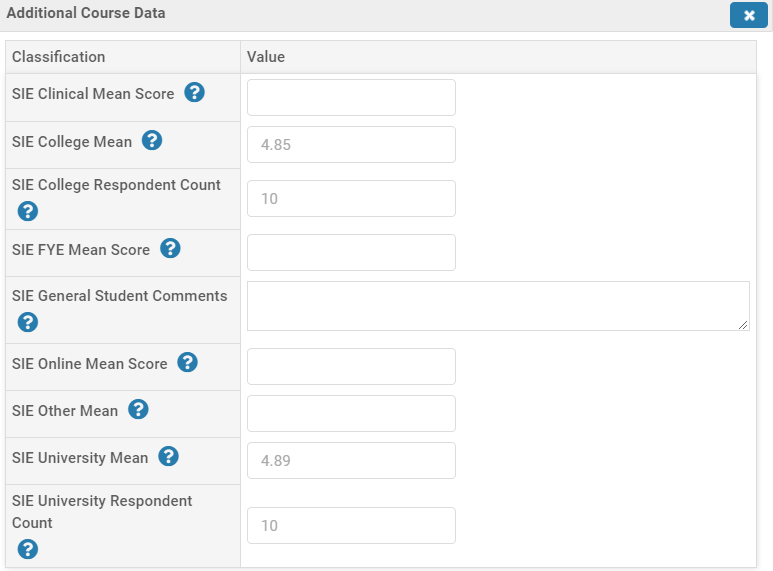 Additional Course Data
Classification Value
SIE Clinical Mean Score ?
SIE College Mean ? 4.85
SIE College Respondent Count
? 10
SIE FYE Mean Score ?
SIE General Student Comments
?
SIE Online Mean Score ?
SIE Other Mean ?
SIE University Mean ? 4.89
SIE University Respondent
Count
? 10